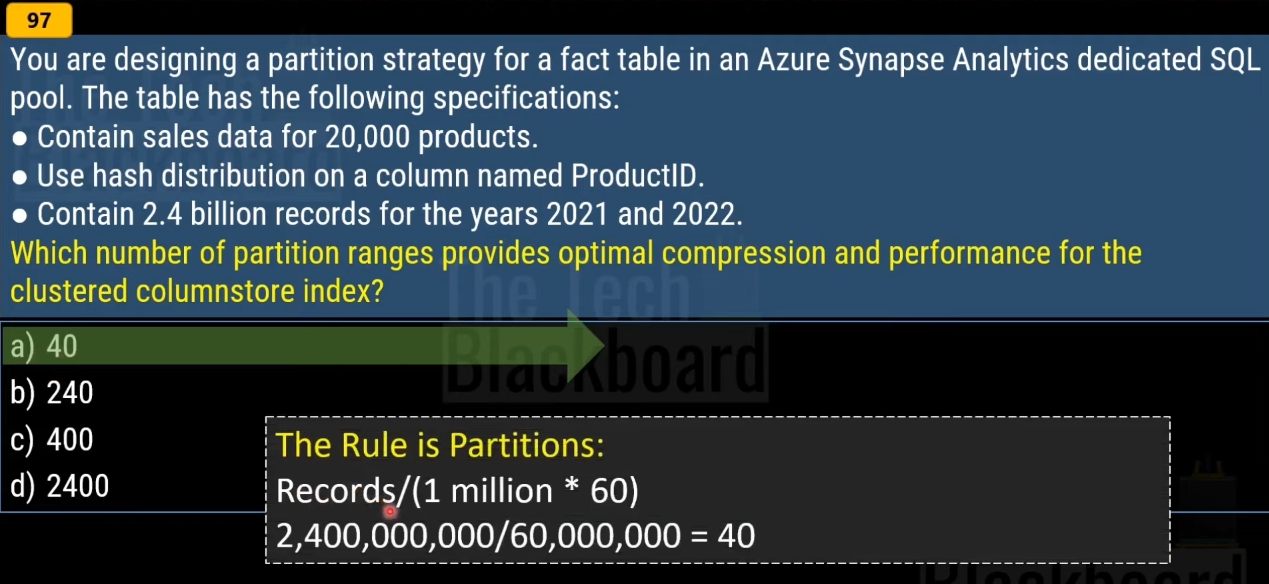 97
You are designing a partition strategy for a fact table in an Azure Synapse Analytics dedicated SQL
pool. The table has the following specifications:
● Contain sales data for 20,000 products.
● Use hash distribution on a column named ProductID.
● Contain 2.4 billion records for the years 2021 and 2022.
Which number of partition ranges provides optimal compression and performance for the
clustered columnstore index?
The Tech
Blackboard
a) 40
b) 240
c) 400
d) 2400
The Rule is Partitions:
Records/(1 million * 60)
2,400,000,000/60,000,000 = 40
Blackboard